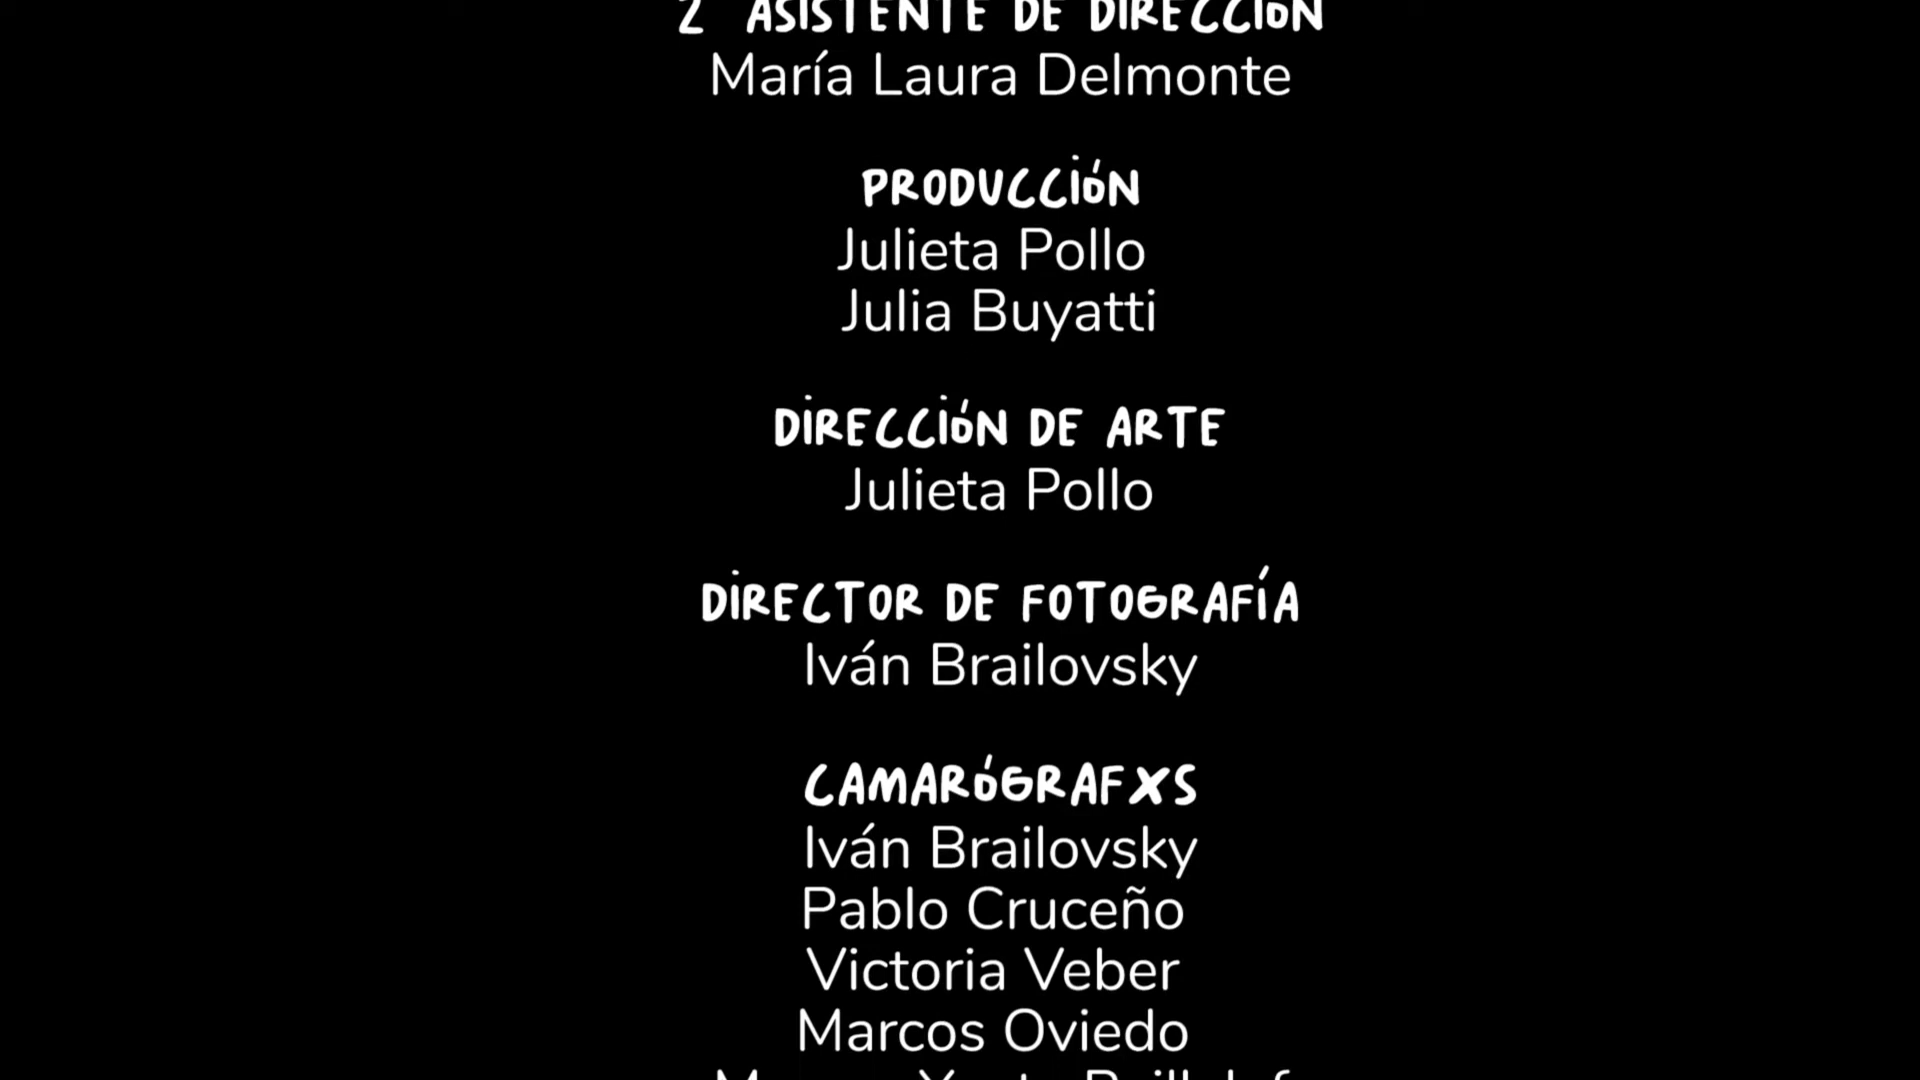 2 ASISTENTE DE DIRECCIÓN
María Laura Delmonte
PRODUCCIÓN
Julieta Pollo
Julia Buyatti
DIRECCIÓN DE ARTE
Julieta Pollo
DIRECTOR DE FOTOGRAFÍA
Iván Brailovsky
CAMARÓGRAFXS
Iván Brailovsky
Pablo Cruceño
Victoria Veber
Marcos Oviedo